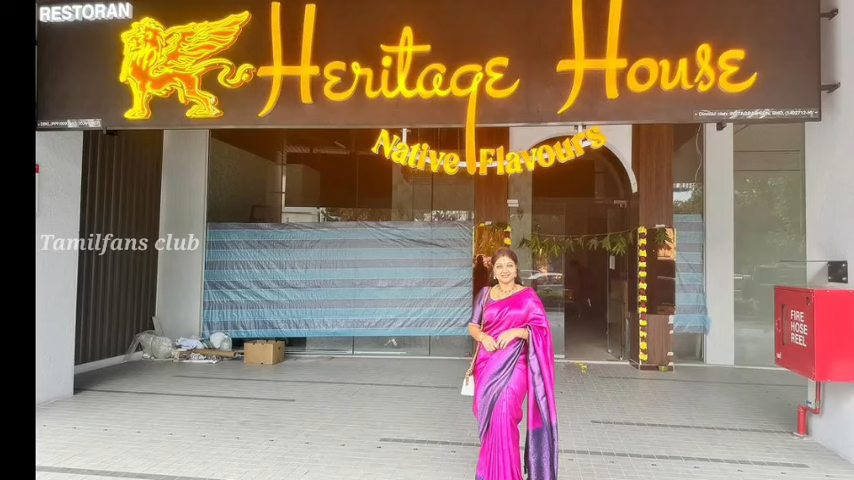 RESTORAN
Heritage House
Native Flavours
Tamilfans club
FIRE
HOSE
REEL